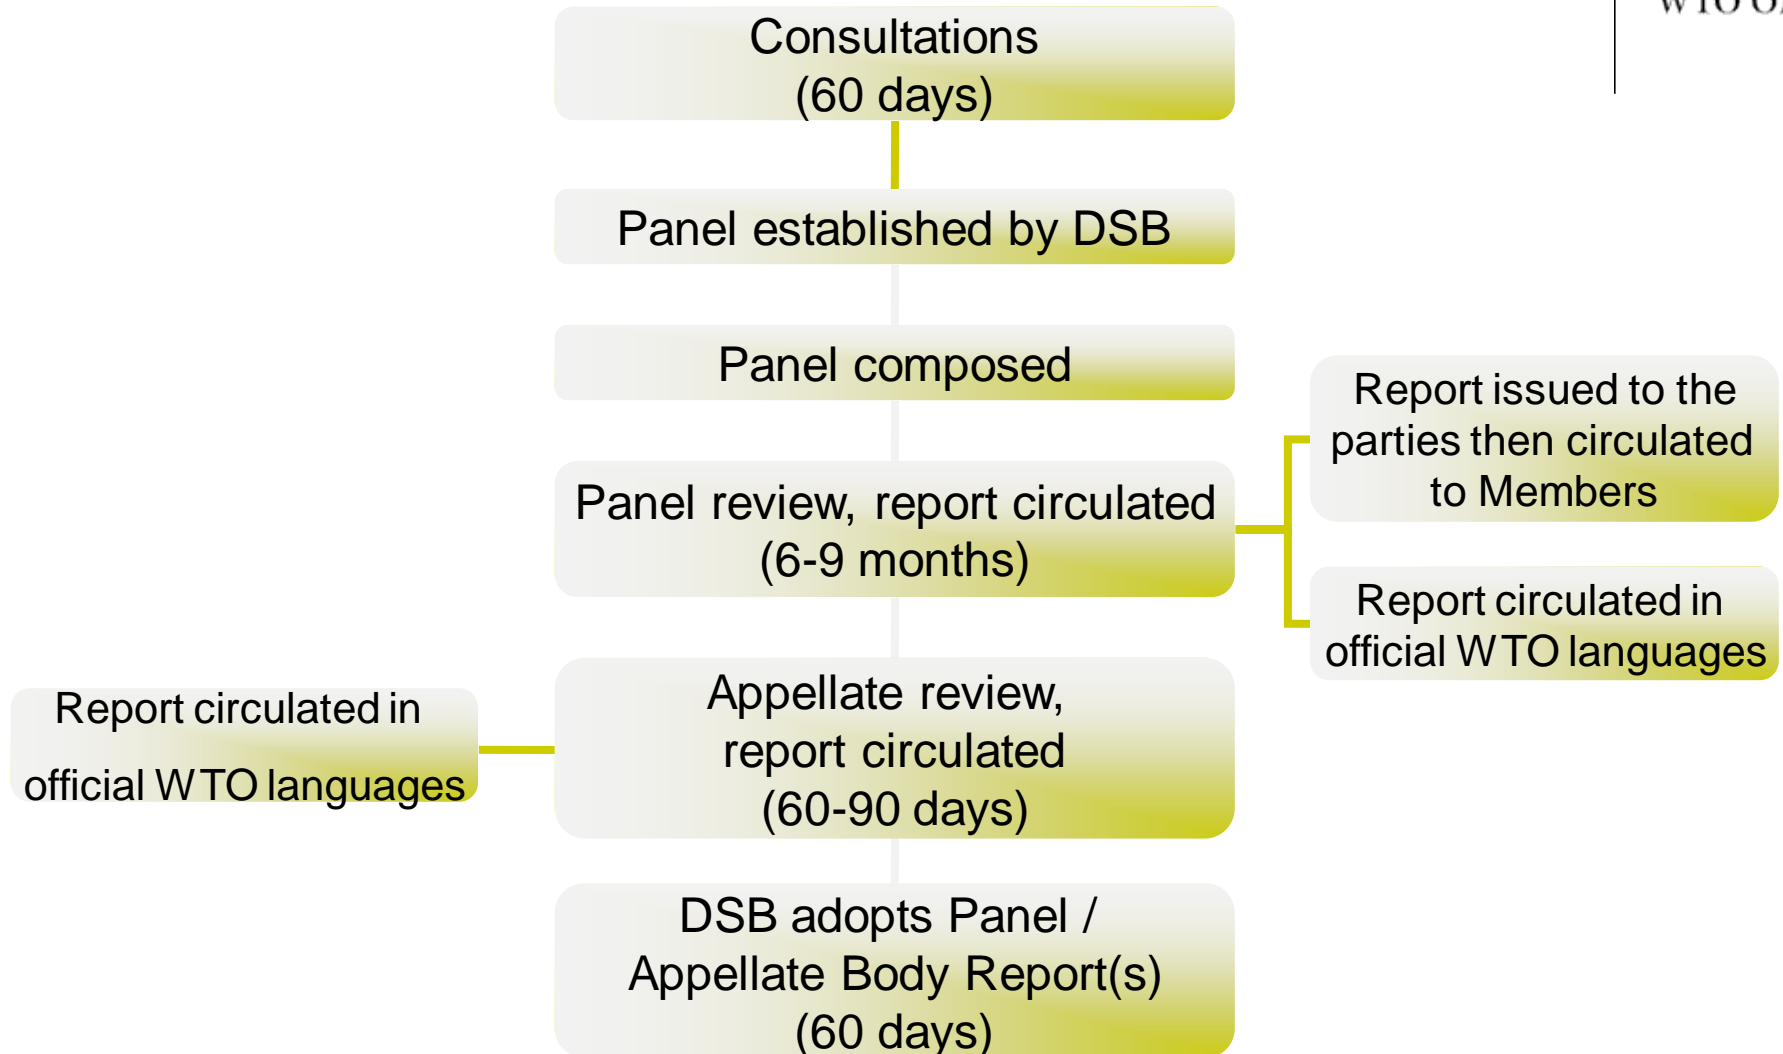 WTO
Consultations
(60 days)
Panel established by DSB
Panel composed
Panel review, report circulated
(6-9 months)
Report issued to the
parties then circulated
to Members
Report circulated in
official WTO languages
Appellate review,
report circulated
(60-90 days)
Report circulated in
official WTO languages
DSB adopts Panel /
Appellate Body Report(s)
(60 days)